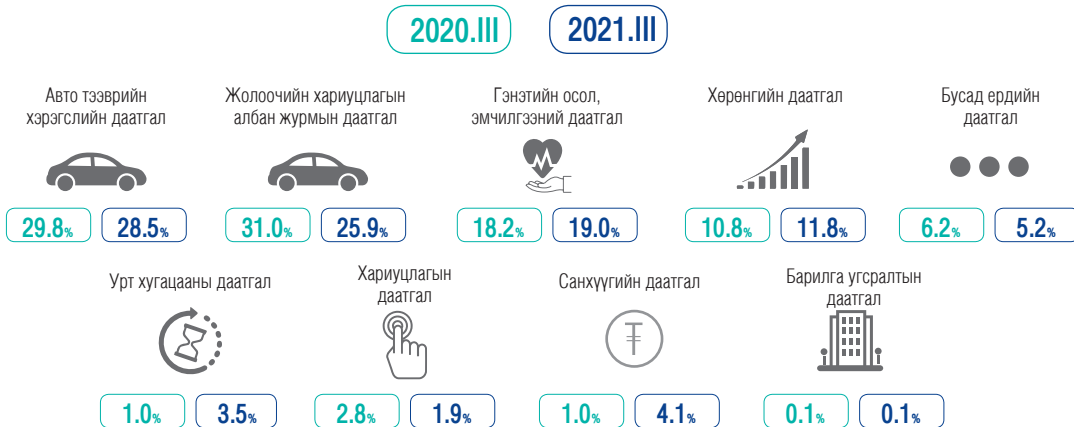 2020.III 2021.III
Авто тээврийн
хэрэгслийн даатгал
Жолоочийн хариуцлагын
албан журмын даатгал
Гэнэтийн осол,
эмчилгээний даатгал
Хөрөнгийн даатгал
Бусад ердийн
даатгал
29.8% 28.5% 31.0% 25.9% 18.2% 19.0% 10.8% 11.8% 6.2% 5.2%
Урт хугацааны даатгал
Хариуцлагын
даатгал
Санхүүгийн даатгал
Барилга угсралтын
даатгал
₮
1.0% 3.5% 2.8% 1.9% 1.0% 4.1% 0.1% 0.1%